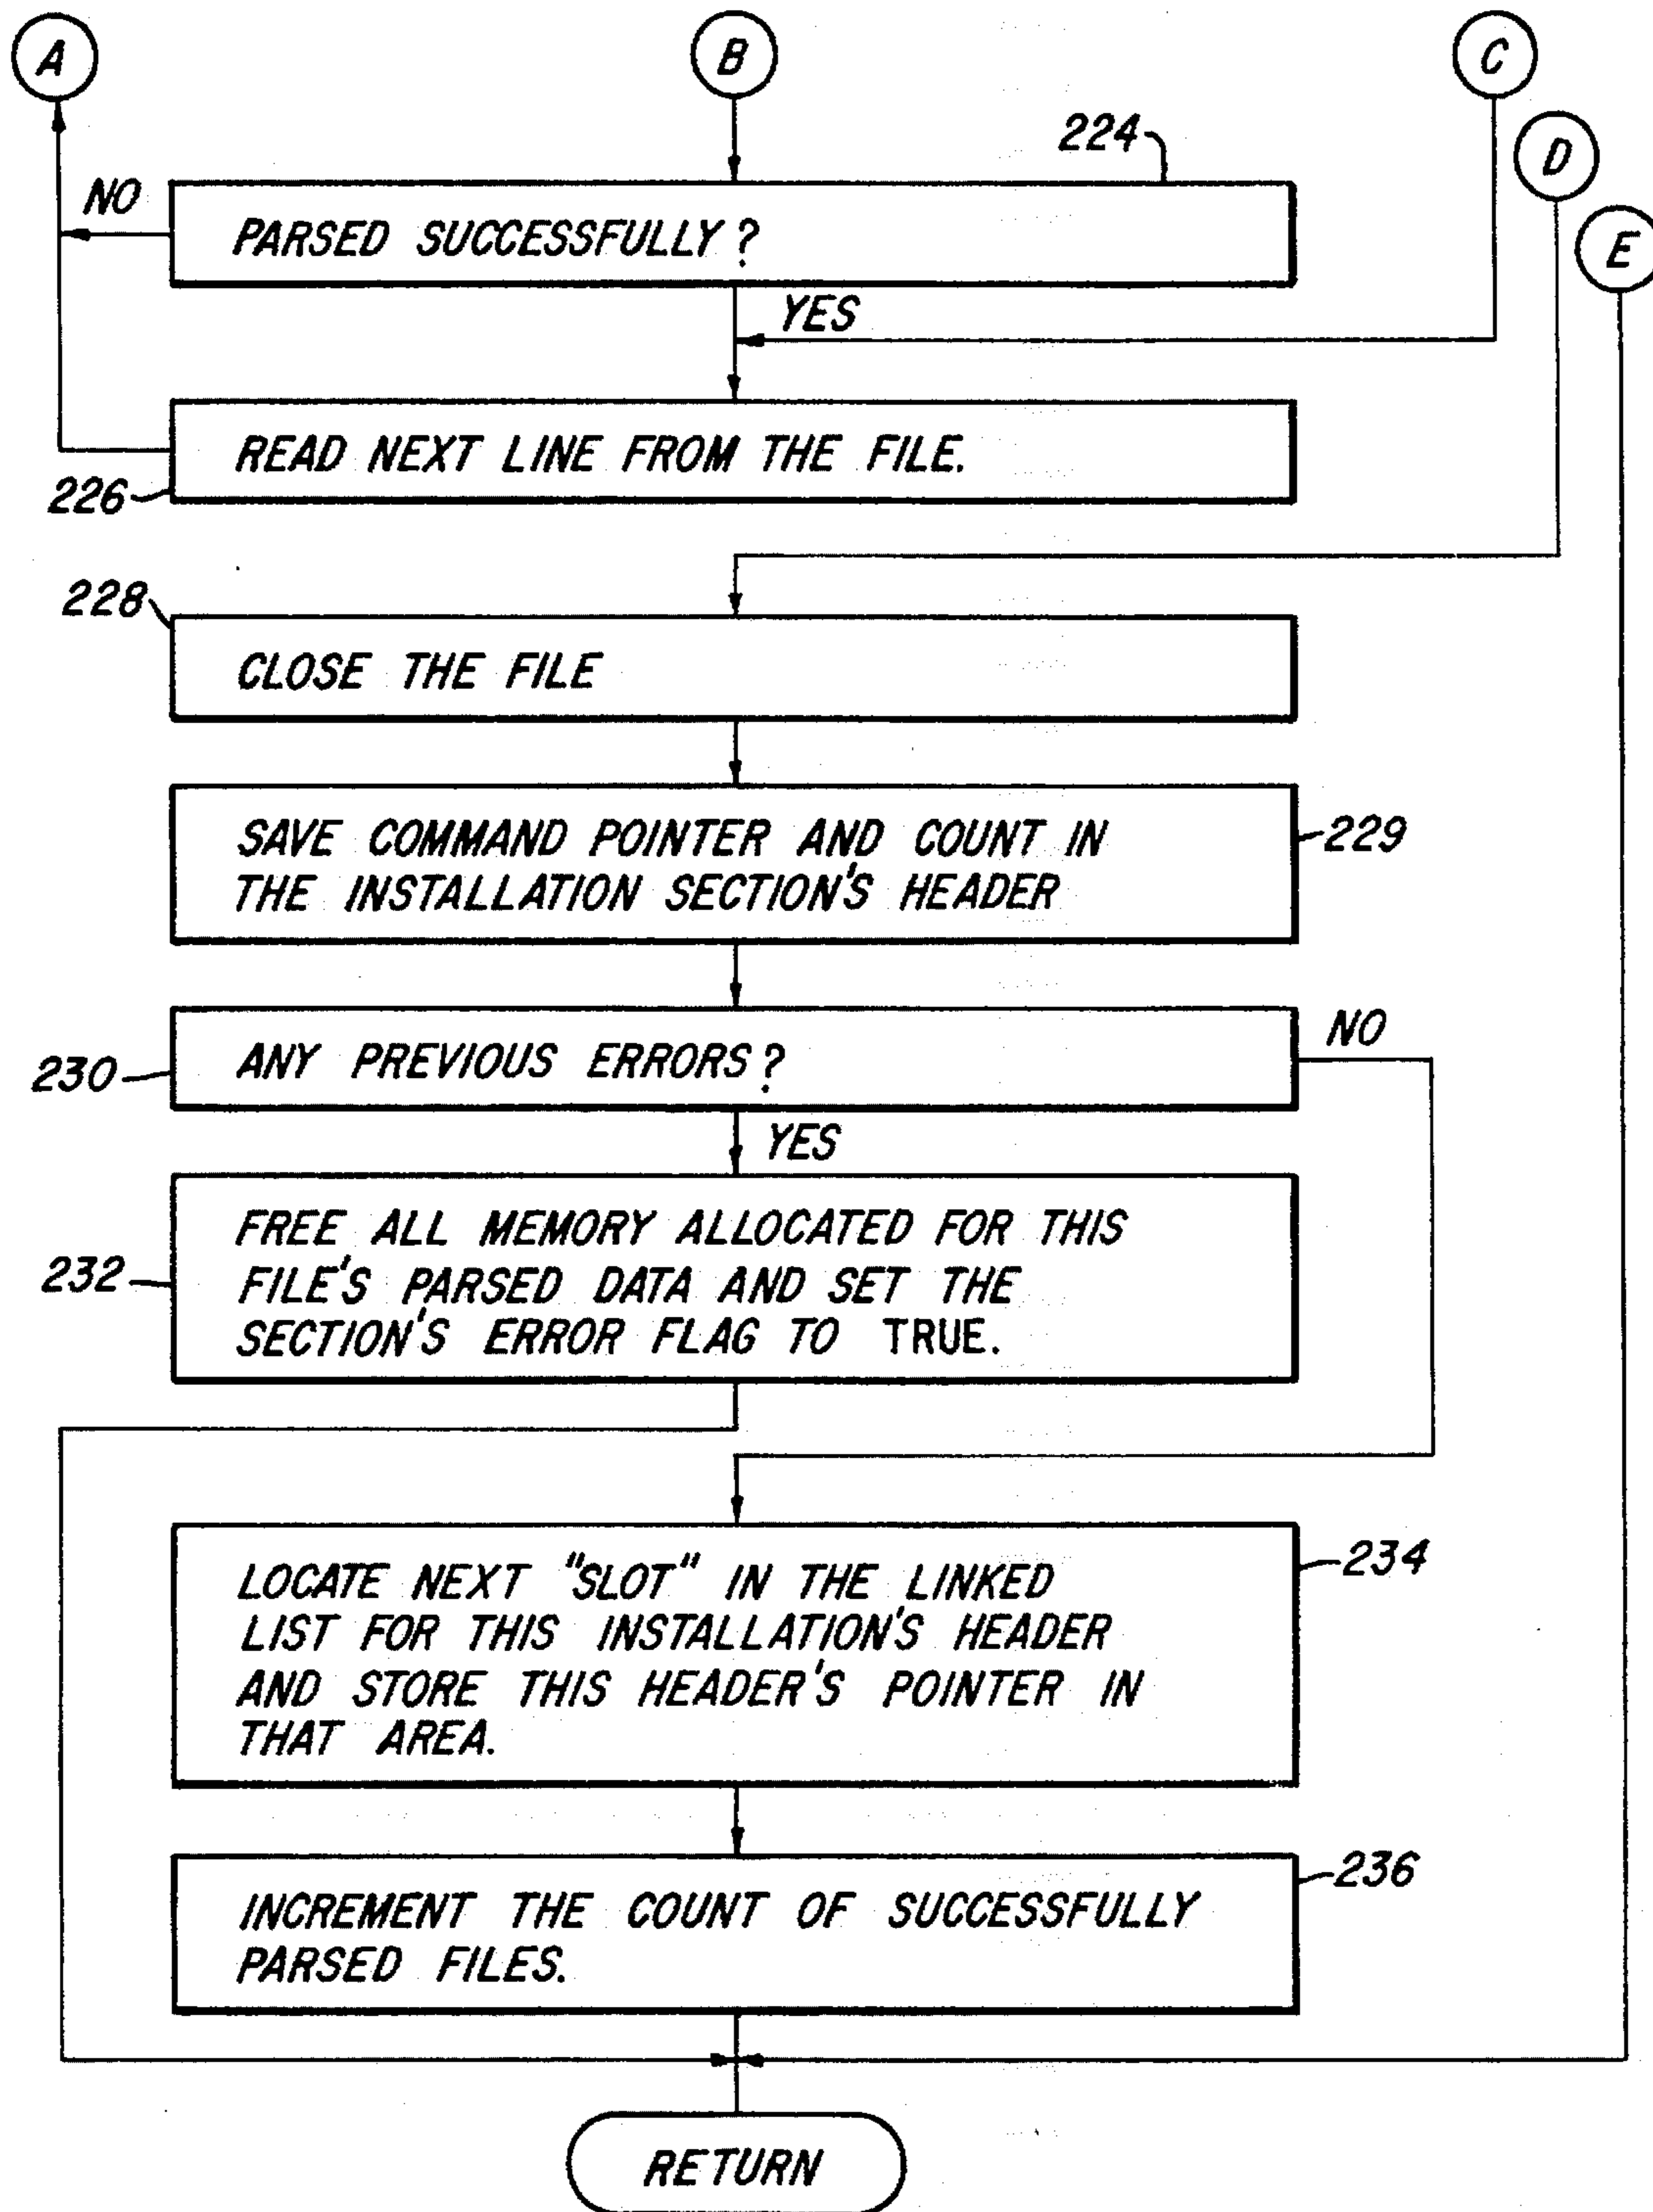 A
B
C
D
E
224
NO
PARSED SUCCESSFULLY?
YES
READ NEXT LINE FROM THE FILE.
226
228
CLOSE THE FILE
SAVE COMMAND POINTER AND COUNT IN
THE INSTALLATION SECTION'S HEADER
229
NO
ANY PREVIOUS ERRORS?
230
YES
FREE ALL MEMORY ALLOCATED FOR THIS
FILE'S PARSED DATA AND SET THE
SECTION'S ERROR FLAG TO TRUE.
232
LOCATE NEXT "SLOT" IN THE LINKED
LIST FOR THIS INSTALLATION'S HEADER
AND STORE THIS HEADER'S POINTER IN
THAT AREA.
234
INCREMENT THE COUNT OF SUCCESSFULLY
PARSED FILES.
236
RETURN